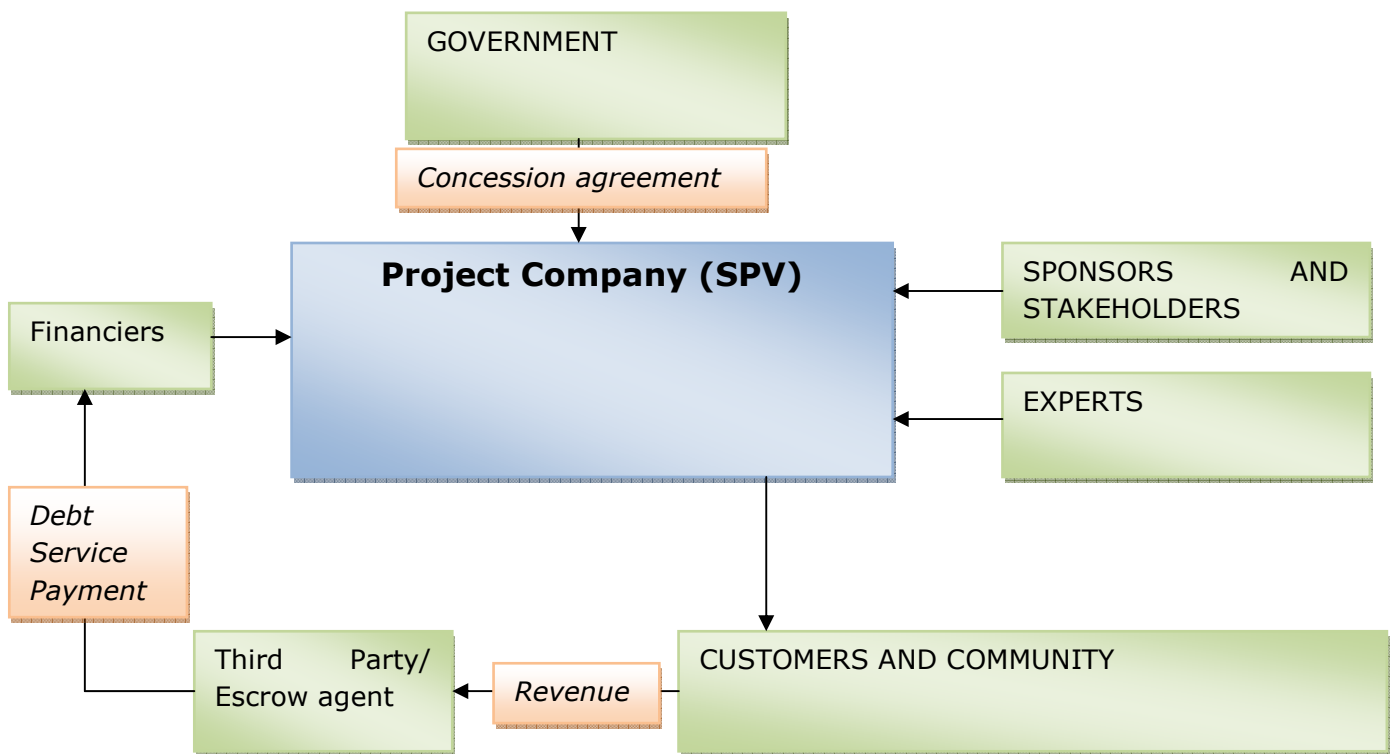 GOVERNMENT
Concession agreement
Project Company (SPV)
SPONSORS AND
STAKEHOLDERS
Financiers
EXPERTS
Debt
Service
Payment
Third Party/
Escrow agent
Revenue
CUSTOMERS AND COMMUNITY